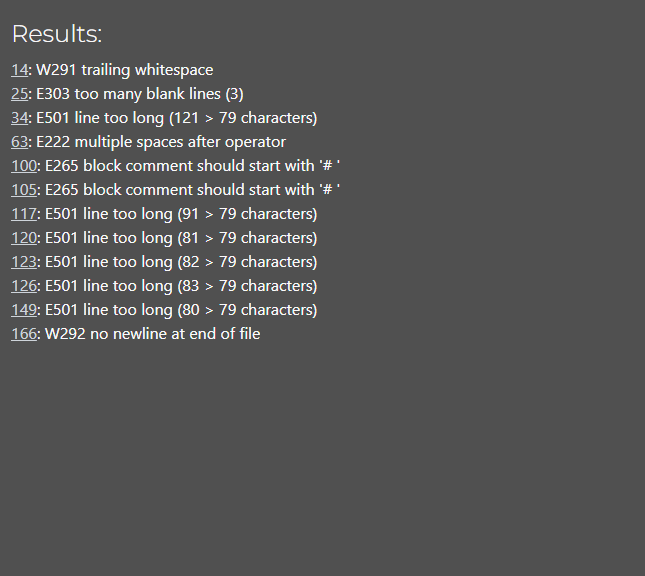 Results:
14: W291 trailing whitespace
25: E303 too many blank lines (3)
34: E501 line too long (121 > 79 characters)
63: E222 multiple spaces after operator
100: E265 block comment should start with '# '
105: E265 block comment should start with '# '
117: E501 line too long (91 > 79 characters)
120: E501 line too long (81 > 79 characters)
123: E501 line too long (82 > 79 characters)
126: E501 line too long (83 > 79 characters)
149: E501 line too long (80 > 79 characters)
166: W292 no newline at end of file